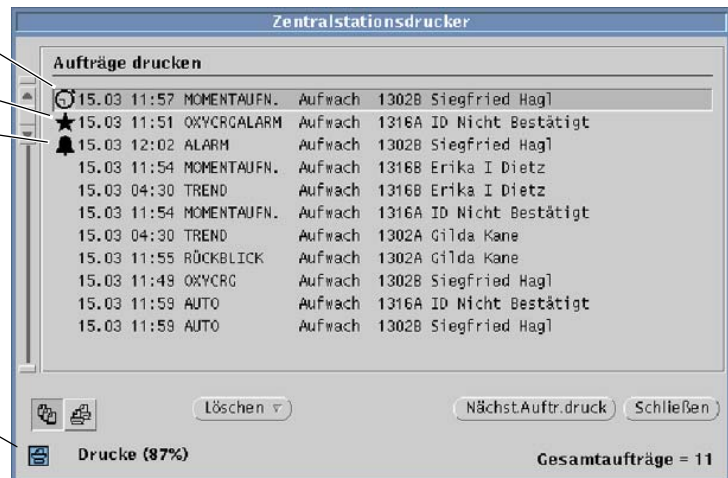 Zentralstationsdrucker
Aufträge drucken
15.03 11:57 MOMENTAUFN. Aufwach 1302B Siegfried Hagl
15.03 11:51 OXYCRGALARM Aufwach 1316A ID Nicht Bestätigt
15.03 12:02 ALARM Aufwach 1302B Siegfried Hagl
15.03 11:54 MOMENTAUFN. Aufwach 1316B Erika I Dietz
15.03 04:30 TREND Aufwach 1316B Erika I Dietz
15.03 11:54 MOMENTAUFN. Aufwach 1316A ID Nicht Bestätigt
15.03 04:30 TREND Aufwach 1302A Gilda Kane
15.03 11:55 RÜCKBLICK Aufwach 1302A Gilda Kane
15.03 11:49 OXYCRG Aufwach 1302B Siegfried Hagl
15.03 11:59 AUTO Aufwach 1316A ID Nicht Bestätigt
15.03 11:59 AUTO Aufwach 1302B Siegfried Hagl
Löschen
Nächst.Auftr.druck
Schließen
Drucke (87%)
Gesamtaufträge = 11